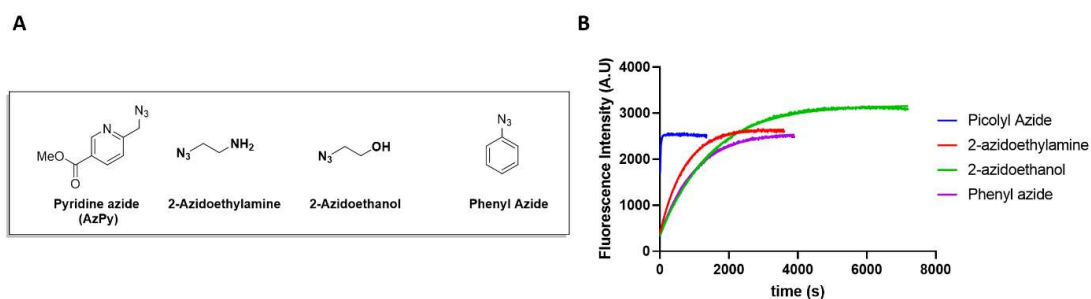 A
N₃
N
MeO
O
Pyridine azide
(AzPy)
N₃
NH₂
2-Azidoethylamine
N₃
OH
2-Azidoethanol
N₃
Phenyl Azide
B
Fluorescence Intensity (A.U)
4000
3000
2000
1000
0
0 2000 4000 6000 8000
time (s)
Picolyl Azide
2-azidoethylamine
2-azidoethanol
Phenyl azide